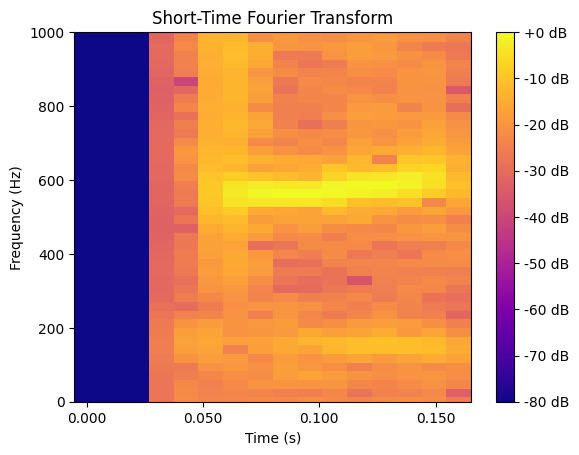 Short-Time Fourier Transform
1000
800
600
400
200
0
Frequency (Hz)
0.000
0.050
0.100
0.150
Time (s)
+0 dB
-10 dB
-20 dB
-30 dB
-40 dB
-50 dB
-60 dB
-70 dB
-80 dB